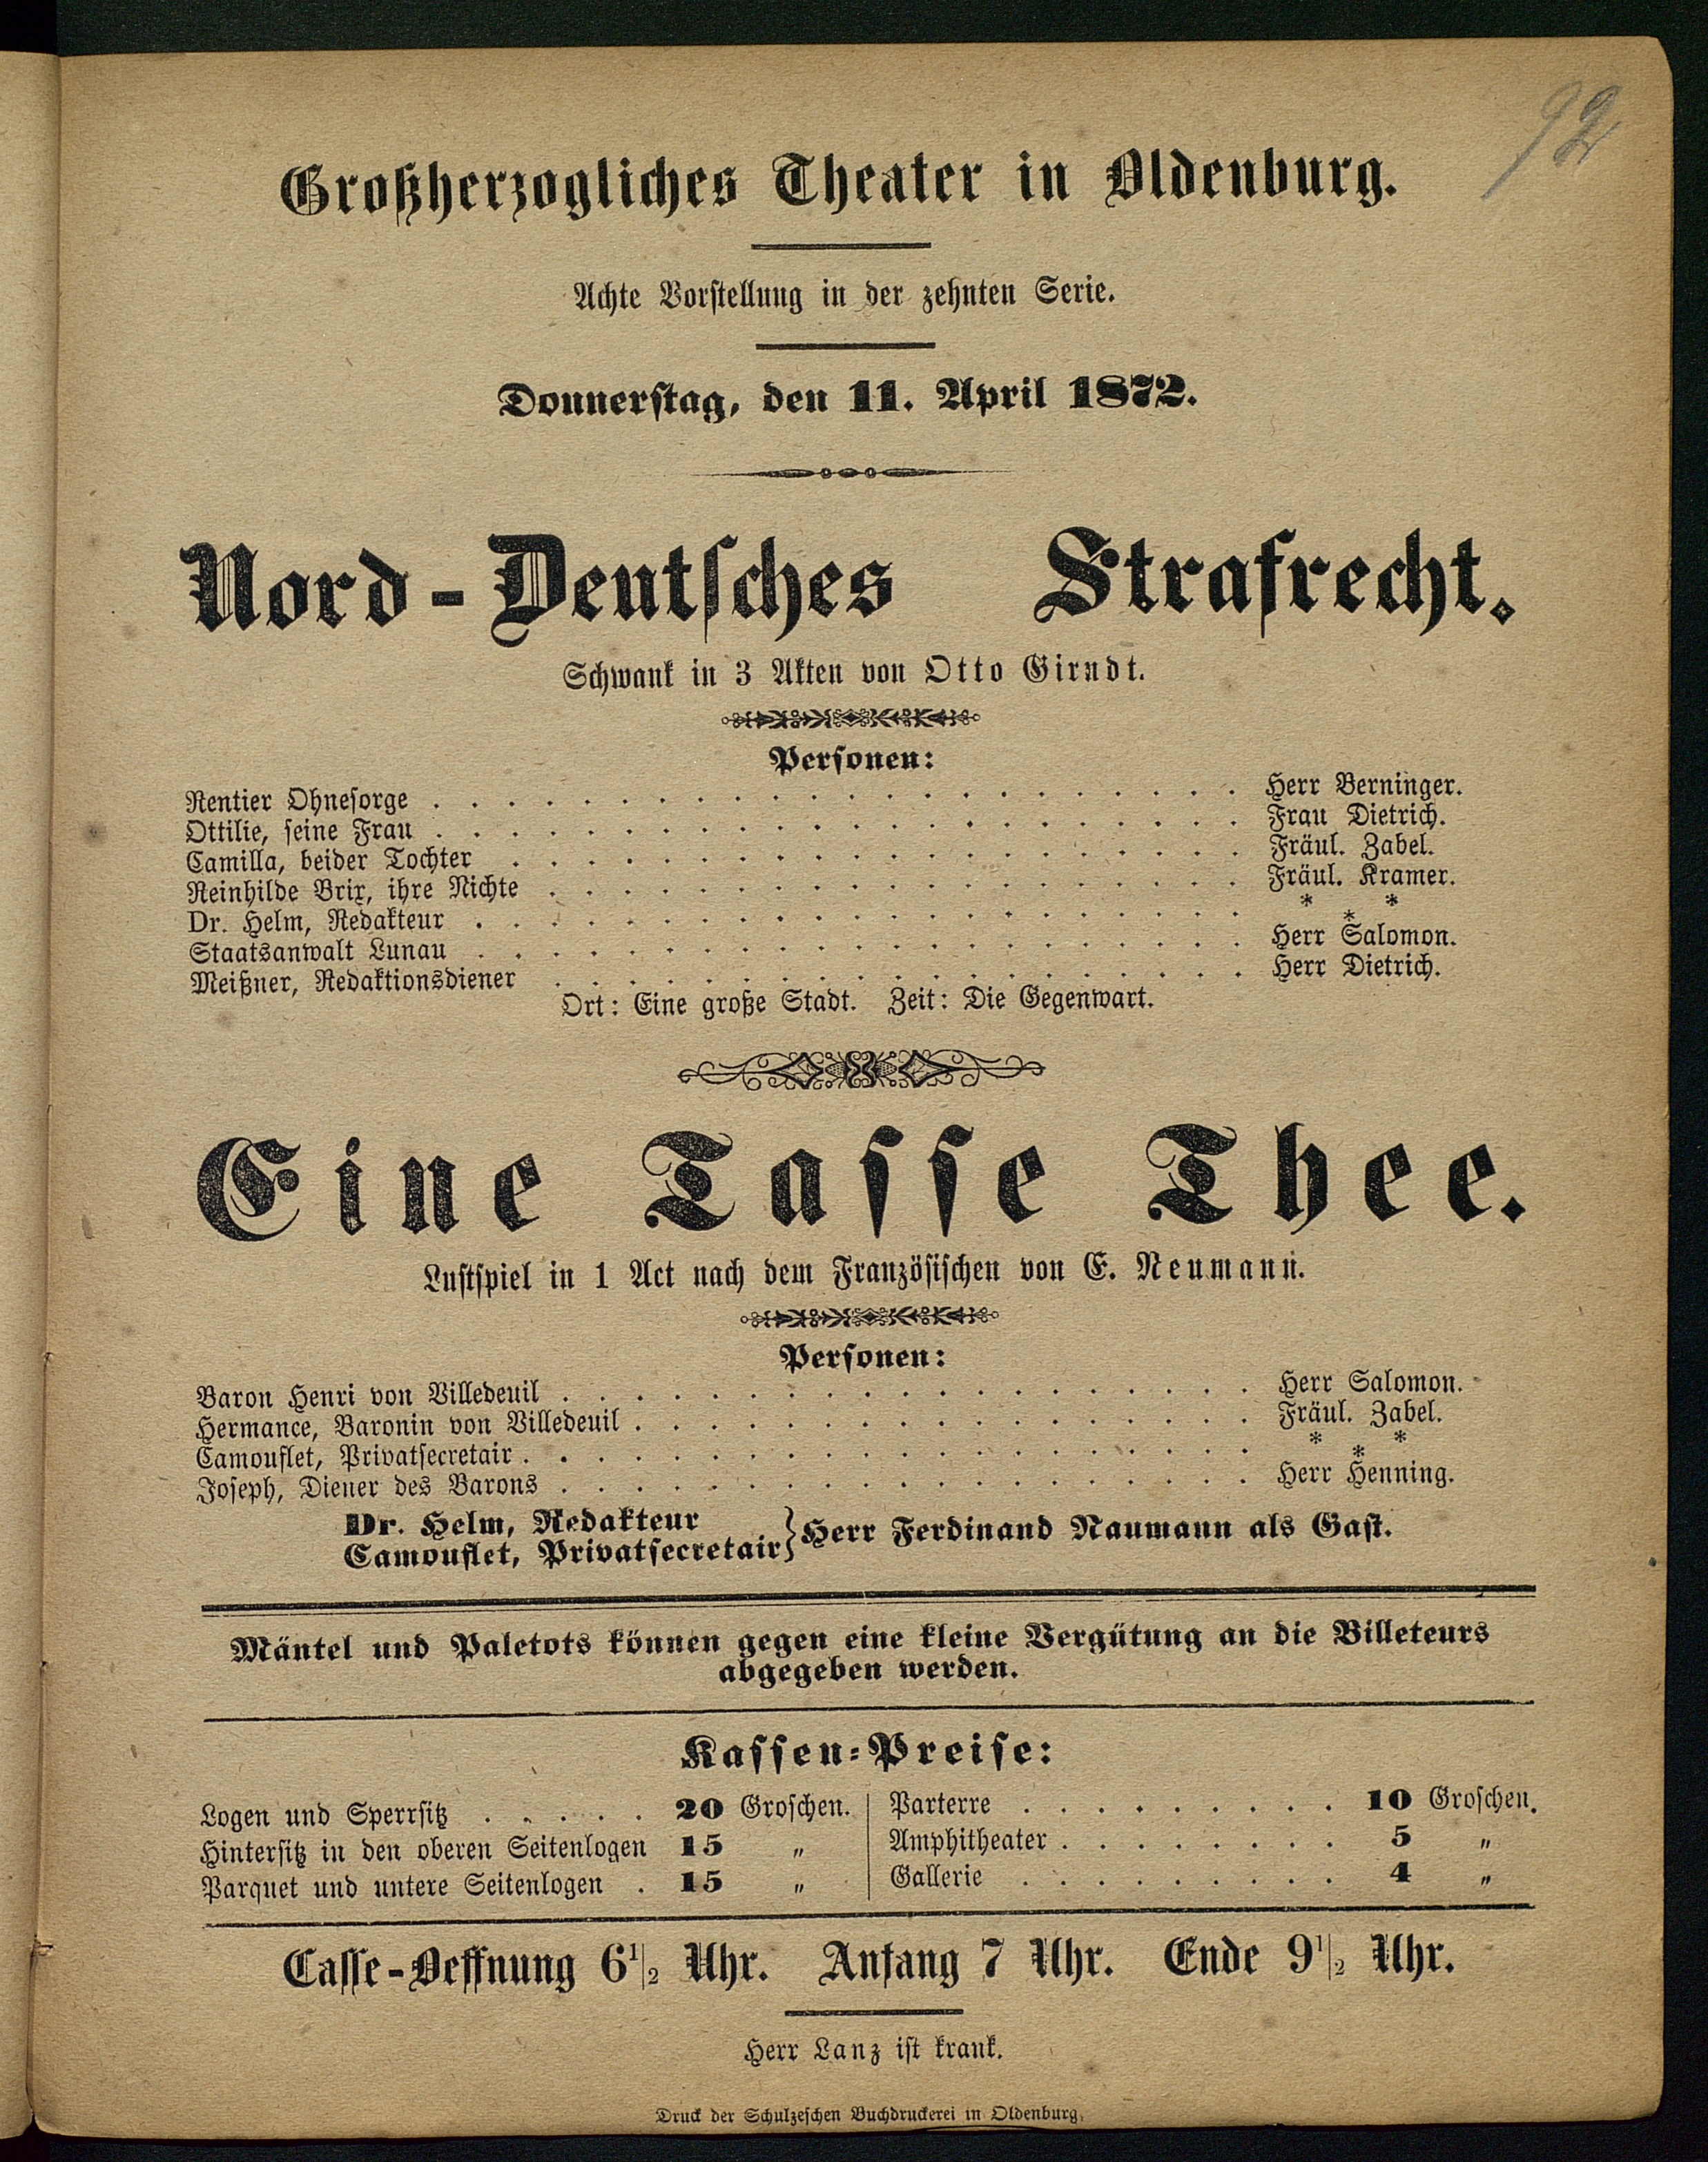 92
Großherzogliches Theater in Oldenburg.
Achte Vorstellung in der zehnten Serie.
Donnerstag, den 11. April 1872.
Nord-Deutsches Strafrecht.
Schwank in 3 Akten von Otto Girndt.
Personen:
Rentier Ohnesorge . . . . . . . . . . Herr Berninger.
Ottilie, seine Frau . . . . . . . . . . Frau Dietrich.
Camilla, beider Tochter . . . . . . . . . . Fräul. Zabel.
Reinhilde Brix, ihre Nichte . . . . . . . . . . Fräul. Kramer.
Dr. Helm, Redakteur . . . . . . . . . . * * *
Staatsanwalt Lunau . . . . . . . . . . Herr Salomon.
Meißner, Redaktionsdiener . . . . . . . . . . Herr Dietrich.
Ort: Eine große Stadt. Zeit: Die Gegenwart.
Eine Tasse Thee.
Lustspiel in 1 Act nach dem Französischen von E. Neumann.
Personen:
Baron Henri von Villedeuil . . . . . . . . . . Herr Salomon.
Hermance, Baronin von Villedeuil . . . . . . . . . . Fräul. Zabel.
Camouflet, Privatsecretair . . . . . . . . . . * * *
Joseph, Diener des Barons . . . . . . . . . . Herr Henning.
Dr. Helm, Redakteur
Camouflet, Privatsecretair} Herr Ferdinand Naumann als Gast.
Mäntel und Paletots können gegen eine kleine Vergütung an die Billeteurs
abgegeben werden.
Kassen-Preise:
Logen und Sperrsitz . . . . . 20 Groschen.
Hintersitz in den oberen Seitenlogen 15 „
Parquet und untere Seitenlogen . 15 „
Parterre . . . . . . . . . 10 Groschen.
Amphitheater . . . . . . . . 5 „
Gallerie . . . . . . . . . 4 „
Casse-Oeffnung 6 1/2 Uhr. Anfang 7 Uhr. Ende 9 1/2 Uhr.
Herr Lanz ist krank.
Druck der Schulzeschen Buchdruckerei in Oldenburg.